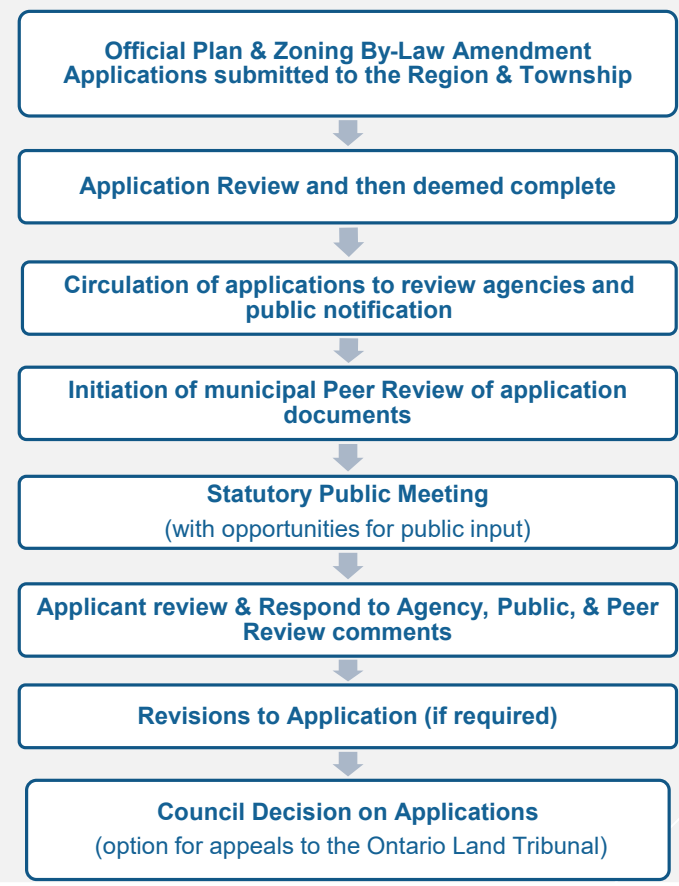 Official Plan & Zoning By-Law Amendment
Applications submitted to the Region & Township
Application Review and then deemed complete
Circulation of applications to review agencies and
public notification
Initiation of municipal Peer Review of application
documents
Statutory Public Meeting
(with opportunities for public input)
Applicant review & Respond to Agency, Public, & Peer
Review comments
Revisions to Application (if required)
Council Decision on Applications
(option for appeals to the Ontario Land Tribunal)